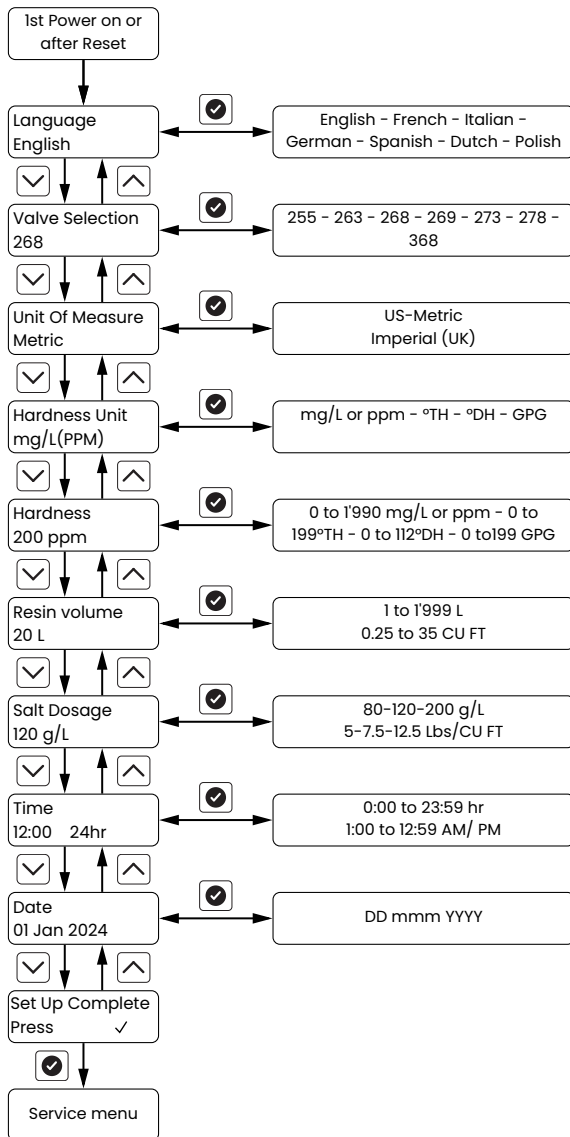 1st Power on or
after Reset
Language
English
English - French - Italian -
German - Spanish - Dutch - Polish
Valve Selection
268
255 - 263 - 268 - 269 - 273 - 278 -
368
Unit Of Measure
Metric
US-Metric
Imperial (UK)
Hardness Unit
mg/L(PPM)
mg/L or ppm - °TH - °DH - GPG
Hardness
200 ppm
0 to 1'990 mg/L or ppm - 0 to
199°TH - 0 to 112°DH - 0 to199 GPG
Resin volume
20 L
1 to 1'999 L
0.25 to 35 CU FT
Salt Dosage
120 g/L
80-120-200 g/L
5-7.5-12.5 Lbs/CU FT
Time
12:00 24hr
0:00 to 23:59 hr
1:00 to 12:59 AM/ PM
Date
01 Jan 2024
DD mmm YYYY
Set Up Complete
Press ✓
Service menu